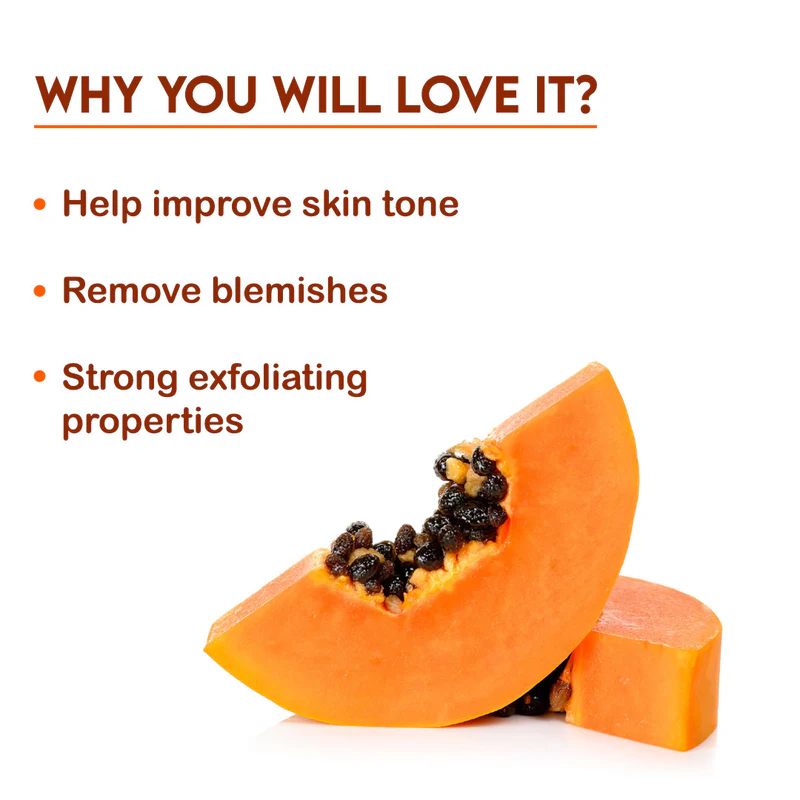 WHY YOU WILL LOVE IT?
• Help improve skin tone
• Remove blemishes
• Strong exfoliating
properties